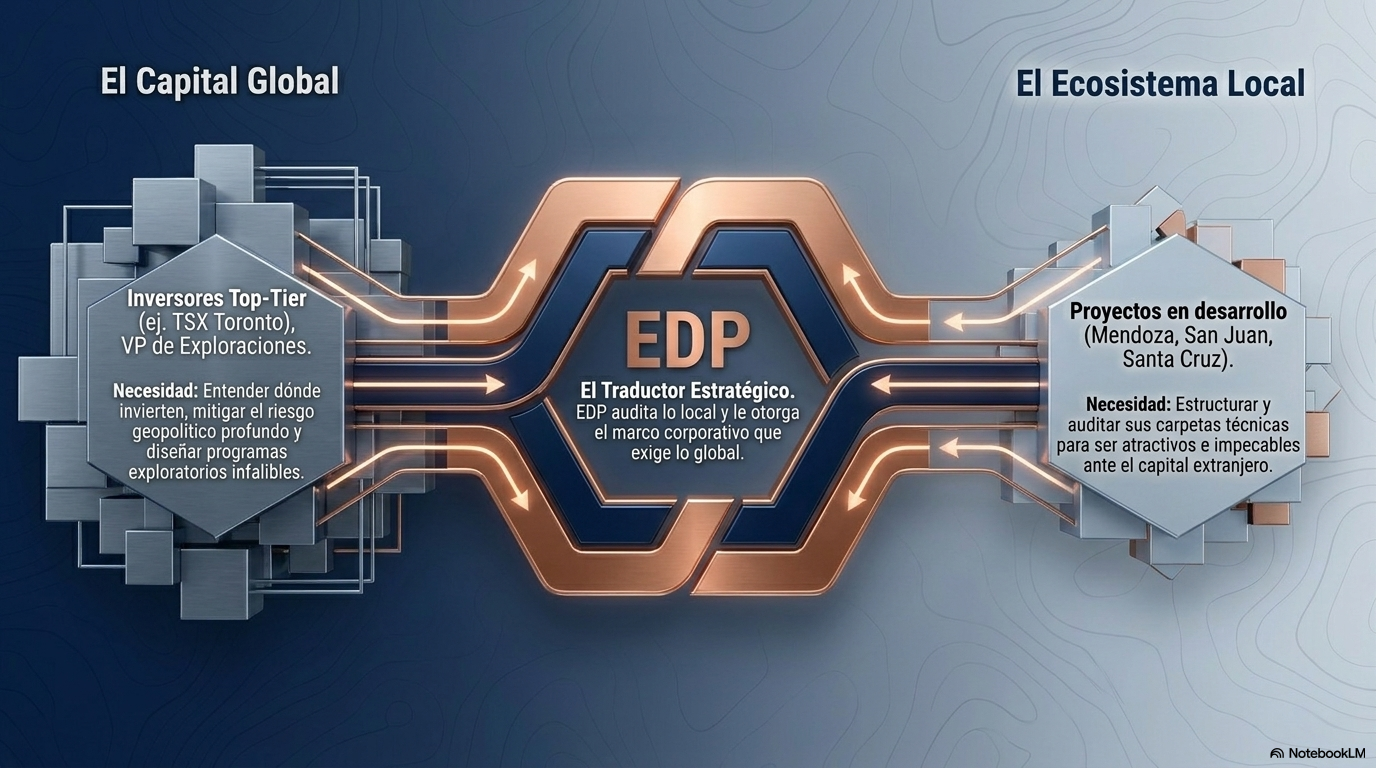 El Capital Global
El Ecosistema Local
Inversores Top-Tier
(ej. TSX Toronto),
VP de Exploraciones.
Necesidad: Entender dónde
invierten, mitigar el riesgo
geopolítico profundo y
diseñar programas
exploratorios infalibles.
EDP
El Traductor Estratégico.
EDP audita lo local y le otorga
el marco corporativo que
exige lo global.
Proyectos en desarrollo
(Mendoza, San Juan,
Santa Cruz).
Necesidad: Estructurar y
auditar sus carpetas técnicas
para ser atractivos e impecables
ante el capital extranjero.
NotebookLM